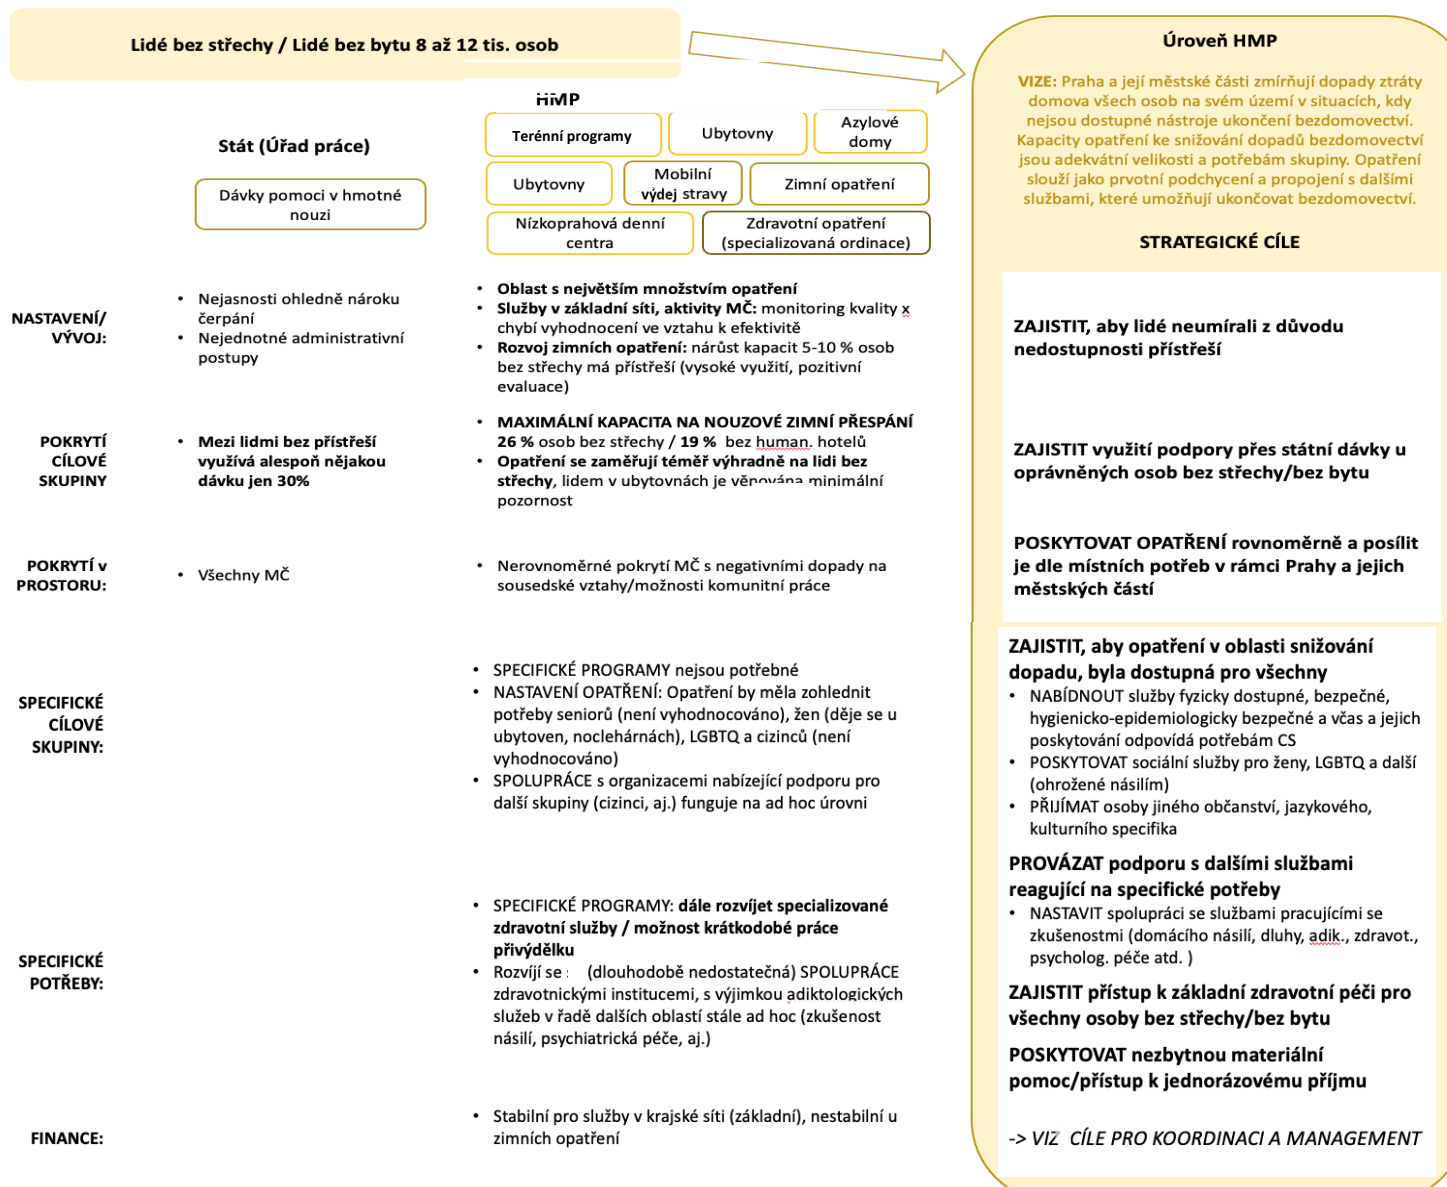 Lidé bez střechy / Lidé bez bytu 8 až 12 tis. osob
Úroveň HMP
VIZE: Praha a její městské části zmírňují dopady ztráty
domova všech osob na svém území v situacích, kdy
nejsou dostupné nástroje ukončení bezdomovectví.
Kapacity opatření ke snižování dopadů bezdomovectví
jsou adekvátní velikosti a potřebám skupiny. Opatření
slouží jako prvotní podchycení a propojení s dalšími
službami, které umožňují ukončovat bezdomovectví.
STRATEGICKÉ CÍLE
Stát (Úřad práce)
Dávky pomoci v hmotné
nouzi
HMP
Terénní programy
Ubytovny
Azylové
domy
Ubytovny
Mobilní
výdej stravy
Zimní opatření
Nízkoprahová denní
centra
Zdravotní opatření
(specializovaná ordinace)
NASTAVENÍ/
VÝVOJ:
• Nejasnosti ohledně nároku
čerpání
• Nejednotné administrativní
postupy
• Oblast s největším množstvím opatření
• Služby v základní síti, aktivity MČ: monitoring kvality x
chybí vyhodnocení ve vztahu k efektivitě
• Rozvoj zimních opatření: nárůst kapacit 5-10 % osob
bez střechy má přístřeší (vysoké využití, pozitivní
evaluace)
ZAJISTIT, aby lidé neumírali z důvodu
nedostupnosti přístřeší
POKRYTÍ
CÍLOVÉ
SKUPINY
• Mezi lidmi bez přístřeší
využívá alespoň nějakou
dávku jen 30%
• MAXIMÁLNÍ KAPACITA NA NOUZOVÉ ZIMNÍ PŘESPÁNÍ
26 % osob bez střechy / 19 % bez human. hotelů
• Opatření se zaměřují téměř výhradně na lidi bez
střechy, lidem v ubytovnách je věnována minimální
pozornost
ZAJISTIT využití podpory přes státní dávky u
oprávněných osob bez střechy/bez bytu
POKRYTÍ v
PROSTORU:
• Všechny MČ
• Nerovnoměrné pokrytí MČ s negativními dopady na
sousedské vztahy/možnosti komunitní práce
POSKYTOVAT OPATŘENÍ rovnoměrně a posílit
je dle místních potřeb v rámci Prahy a jejich
městských částí
SPECIFICKÉ
CÍLOVÉ
SKUPINY:
• SPECIFICKÉ PROGRAMY nejsou potřebné
• NASTAVENÍ OPATŘENÍ: Opatření by měla zohlednit
potřeby seniorů (není vyhodnocováno), žen (děje se u
ubytoven, noclehárnách), LGBTQ a cizinců (není
vyhodnocováno)
• SPOLUPRÁCE s organizacemi nabízející podporu pro
další skupiny (cizinci, aj.) funguje na ad hoc úrovni
ZAJISTIT, aby opatření v oblasti snižování
dopadu, byla dostupná pro všechny
• NABÍDNOUT služby fyzicky dostupné, bezpečné,
hygienicko-epidemiologicky bezpečné a včas a jejich
poskytování odpovídá potřebám CS
• POSKYTOVAT sociální služby pro ženy, LGBTQ a další
(ohrožené násilím)
• PŘIJÍMAT osoby jiného občanství, jazykového,
kulturního specifika
PROVÁZAT podporu s dalšími službami
reagující na specifické potřeby
• NASTAVIT spolupráci se službami pracujícími se
zkušenostmi (domácího násilí, dluhy, adik., zdravot.,
psycholog. péče atd. )
SPECIFICKÉ
POTŘEBY:
• SPECIFICKÉ PROGRAMY: dále rozvíjet specializované
zdravotní služby / možnost krátkodobé práce
přivýdělku
• Rozvíjí se (dlouhodobě nedostatečná) SPOLUPRÁCE
zdravotnickými institucemi, s výjimkou adiktologických
služeb v řadě dalších oblastí stále ad hoc (zkušenost
násilí, psychiatrická péče, aj.)
ZAJISTIT přístup k základní zdravotní péči pro
všechny osoby bez střechy/bez bytu
POSKYTOVAT nezbytnou materiální
pomoc/přístup k jednorázovému příjmu
FINANCE:
• Stabilní pro služby v krajské síti (základní), nestabilní u
zimních opatření
-> VIZ CÍLE PRO KOORDINACI A MANAGEMENT